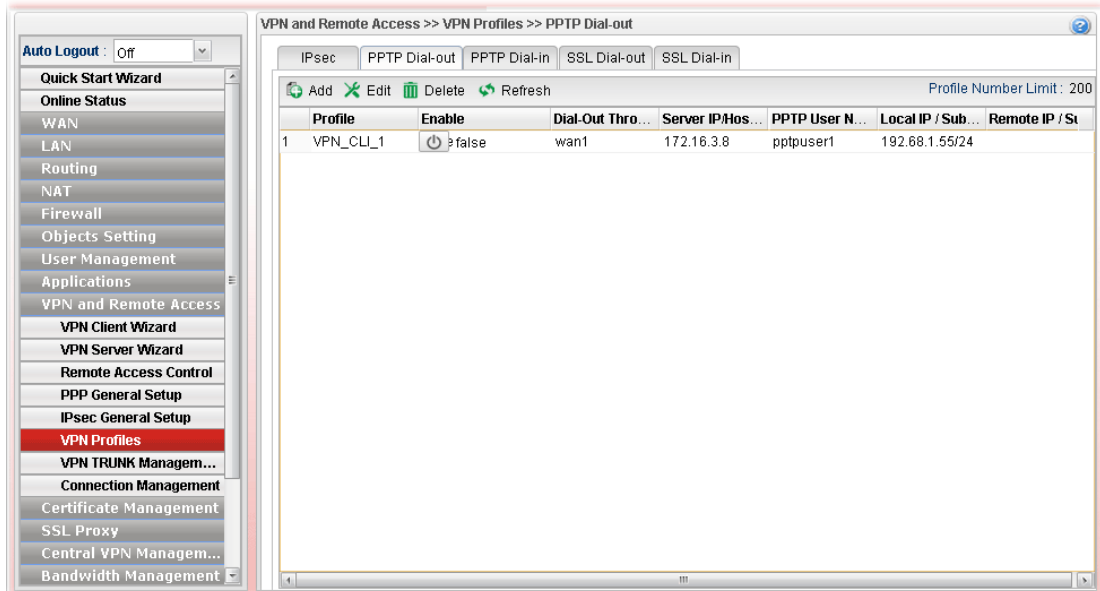 VPN and Remote Access >> VPN Profiles >> PPTP Dial-out
Auto Logout : Off
Quick Start Wizard
Online Status
WAN
LAN
Routing
NAT
Firewall
Objects Setting
User Management
Applications
VPN and Remote Access
VPN Client Wizard
VPN Server Wizard
Remote Access Control
PPP General Setup
IPsec General Setup
VPN Profiles
VPN TRUNK Managem...
Connection Management
Certificate Management
SSL Proxy
Central VPN Managem...
Bandwidth Management
IPsec PPTP Dial-out PPTP Dial-in SSL Dial-out SSL Dial-in
Add Edit Delete Refresh Profile Number Limit : 200
Profile Enable Dial-Out Thro... Server IP/Hos... PPTP User N... Local IP / Sub... Remote IP / Su
1 VPN_CLI_1 false wan1 172.16.3.8 pptpuser1 192.68.1.55/24